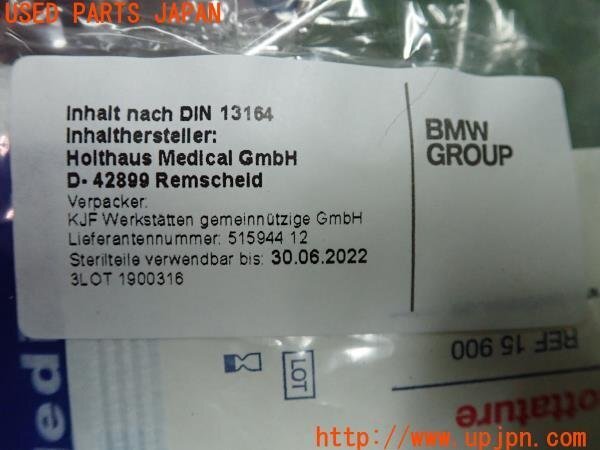 USED PARTS JAPAN
Inhalt nach DIN 13164
Inhalthersteller:
Holthaus Medical GmbH
D- 42899 Remscheid
Verpacker:
KJF Werkstätten gemeinnützige GmbH
Lieferantennummer: 515944 12
Sterilteile verwendbar bis: 30.06.2022
3LOT 1900316
BMW
GROUP
REF 15 900
LOT
ottature
ed
http://www.upjpn.com/